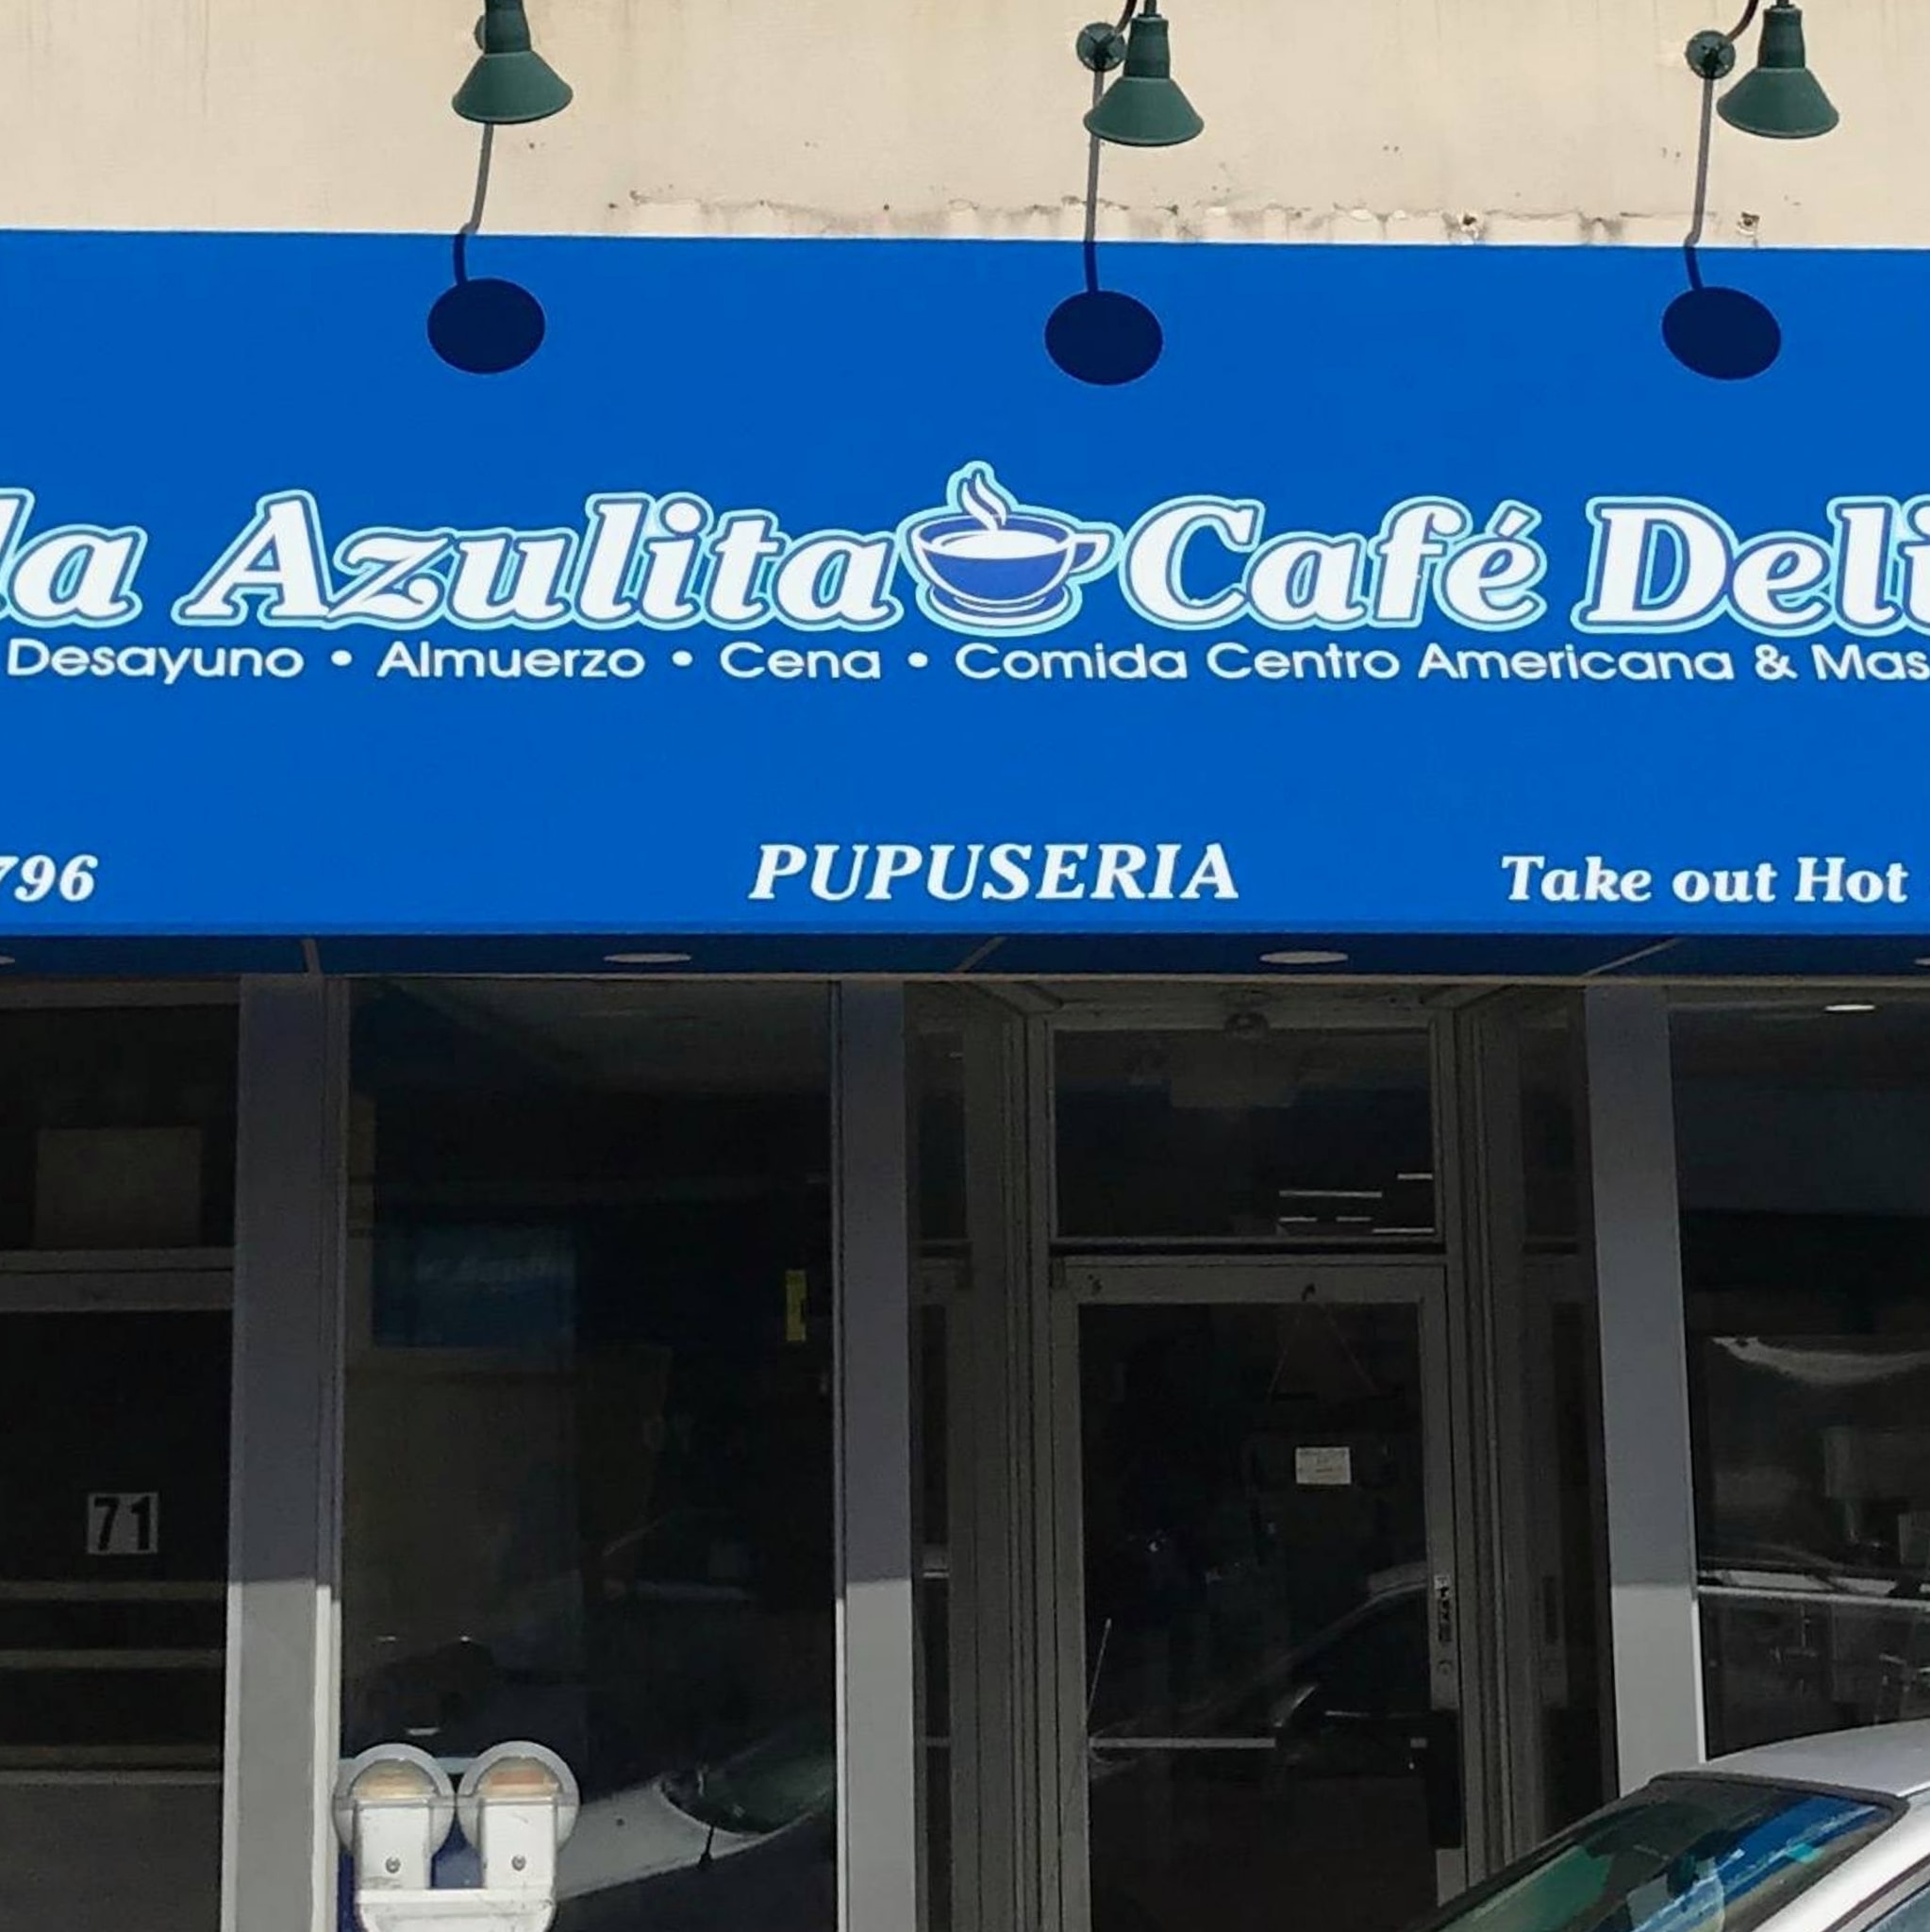 la Azulita Café Deli
Desayuno • Almuerzo • Cena • Comida Centro Americana & Mas
796
PUPUSERIA
Take out Hot
71